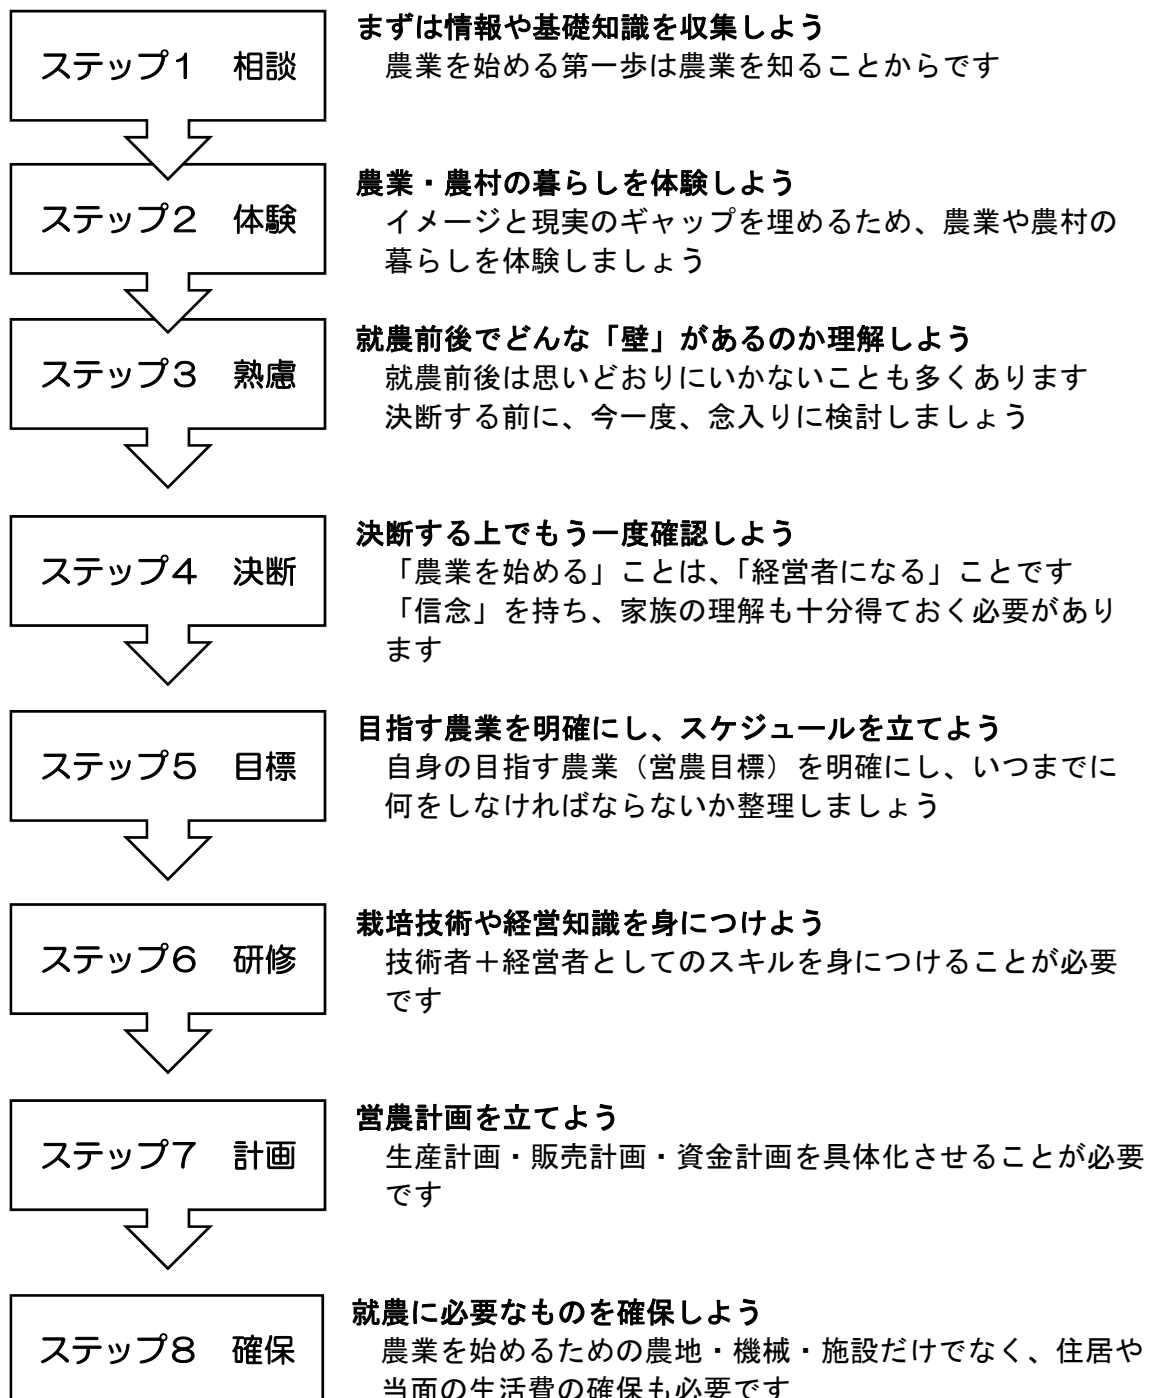 ステップ1　相談
まずは情報や基礎知識を収集しよう
農業を始める第一歩は農業を知ることからです
ステップ2　体験
農業・農村の暮らしを体験しよう
イメージと現実のギャップを埋めるため、農業や農村の
暮らしを体験しましょう
ステップ3　熟慮
就農前後でどんな「壁」があるのか理解しよう
就農前後は思いどおりにいかないことも多くあります
決断する前に、今一度、念入りに検討しましょう
ステップ4　決断
決断する上でもう一度確認しよう
「農業を始める」ことは、「経営者になる」ことです
「信念」を持ち、家族の理解も十分得ておく必要があり
ます
ステップ5　目標
目指す農業を明確にし、スケジュールを立てよう
自身の目指す農業（営農目標）を明確にし、いつまでに
何をしなければならないか整理しましょう
ステップ6　研修
栽培技術や経営知識を身につけよう
技術者＋経営者としてのスキルを身につけることが必要
です
ステップ7　計画
営農計画を立てよう
生産計画・販売計画・資金計画を具体化させることが必要
です
ステップ8　確保
就農に必要なものを確保しよう
農業を始めるための農地・機械・施設だけでなく、住居や
当面の生活費の確保も必要です